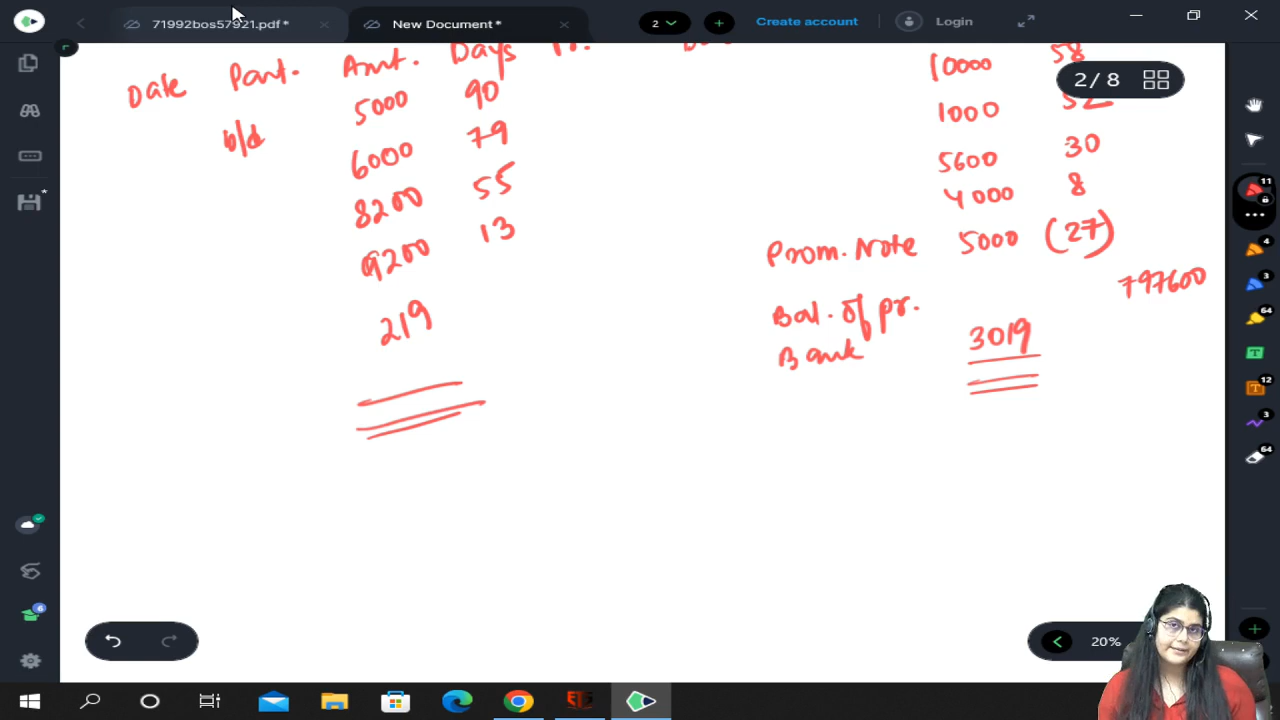 71992bos57921.pdf*
New Document*
2
Create account
Login
2/8
Date Part. Amt. Days
b/d 5000 90
6000 79
8200 55
9200 13
219
10000 58
1000 52
5600 30
4000 8
Prom. Note 5000 (27)
797600
Bal. of pr.
Bank 3019
11
4
3
64
12
3
64
6
20%